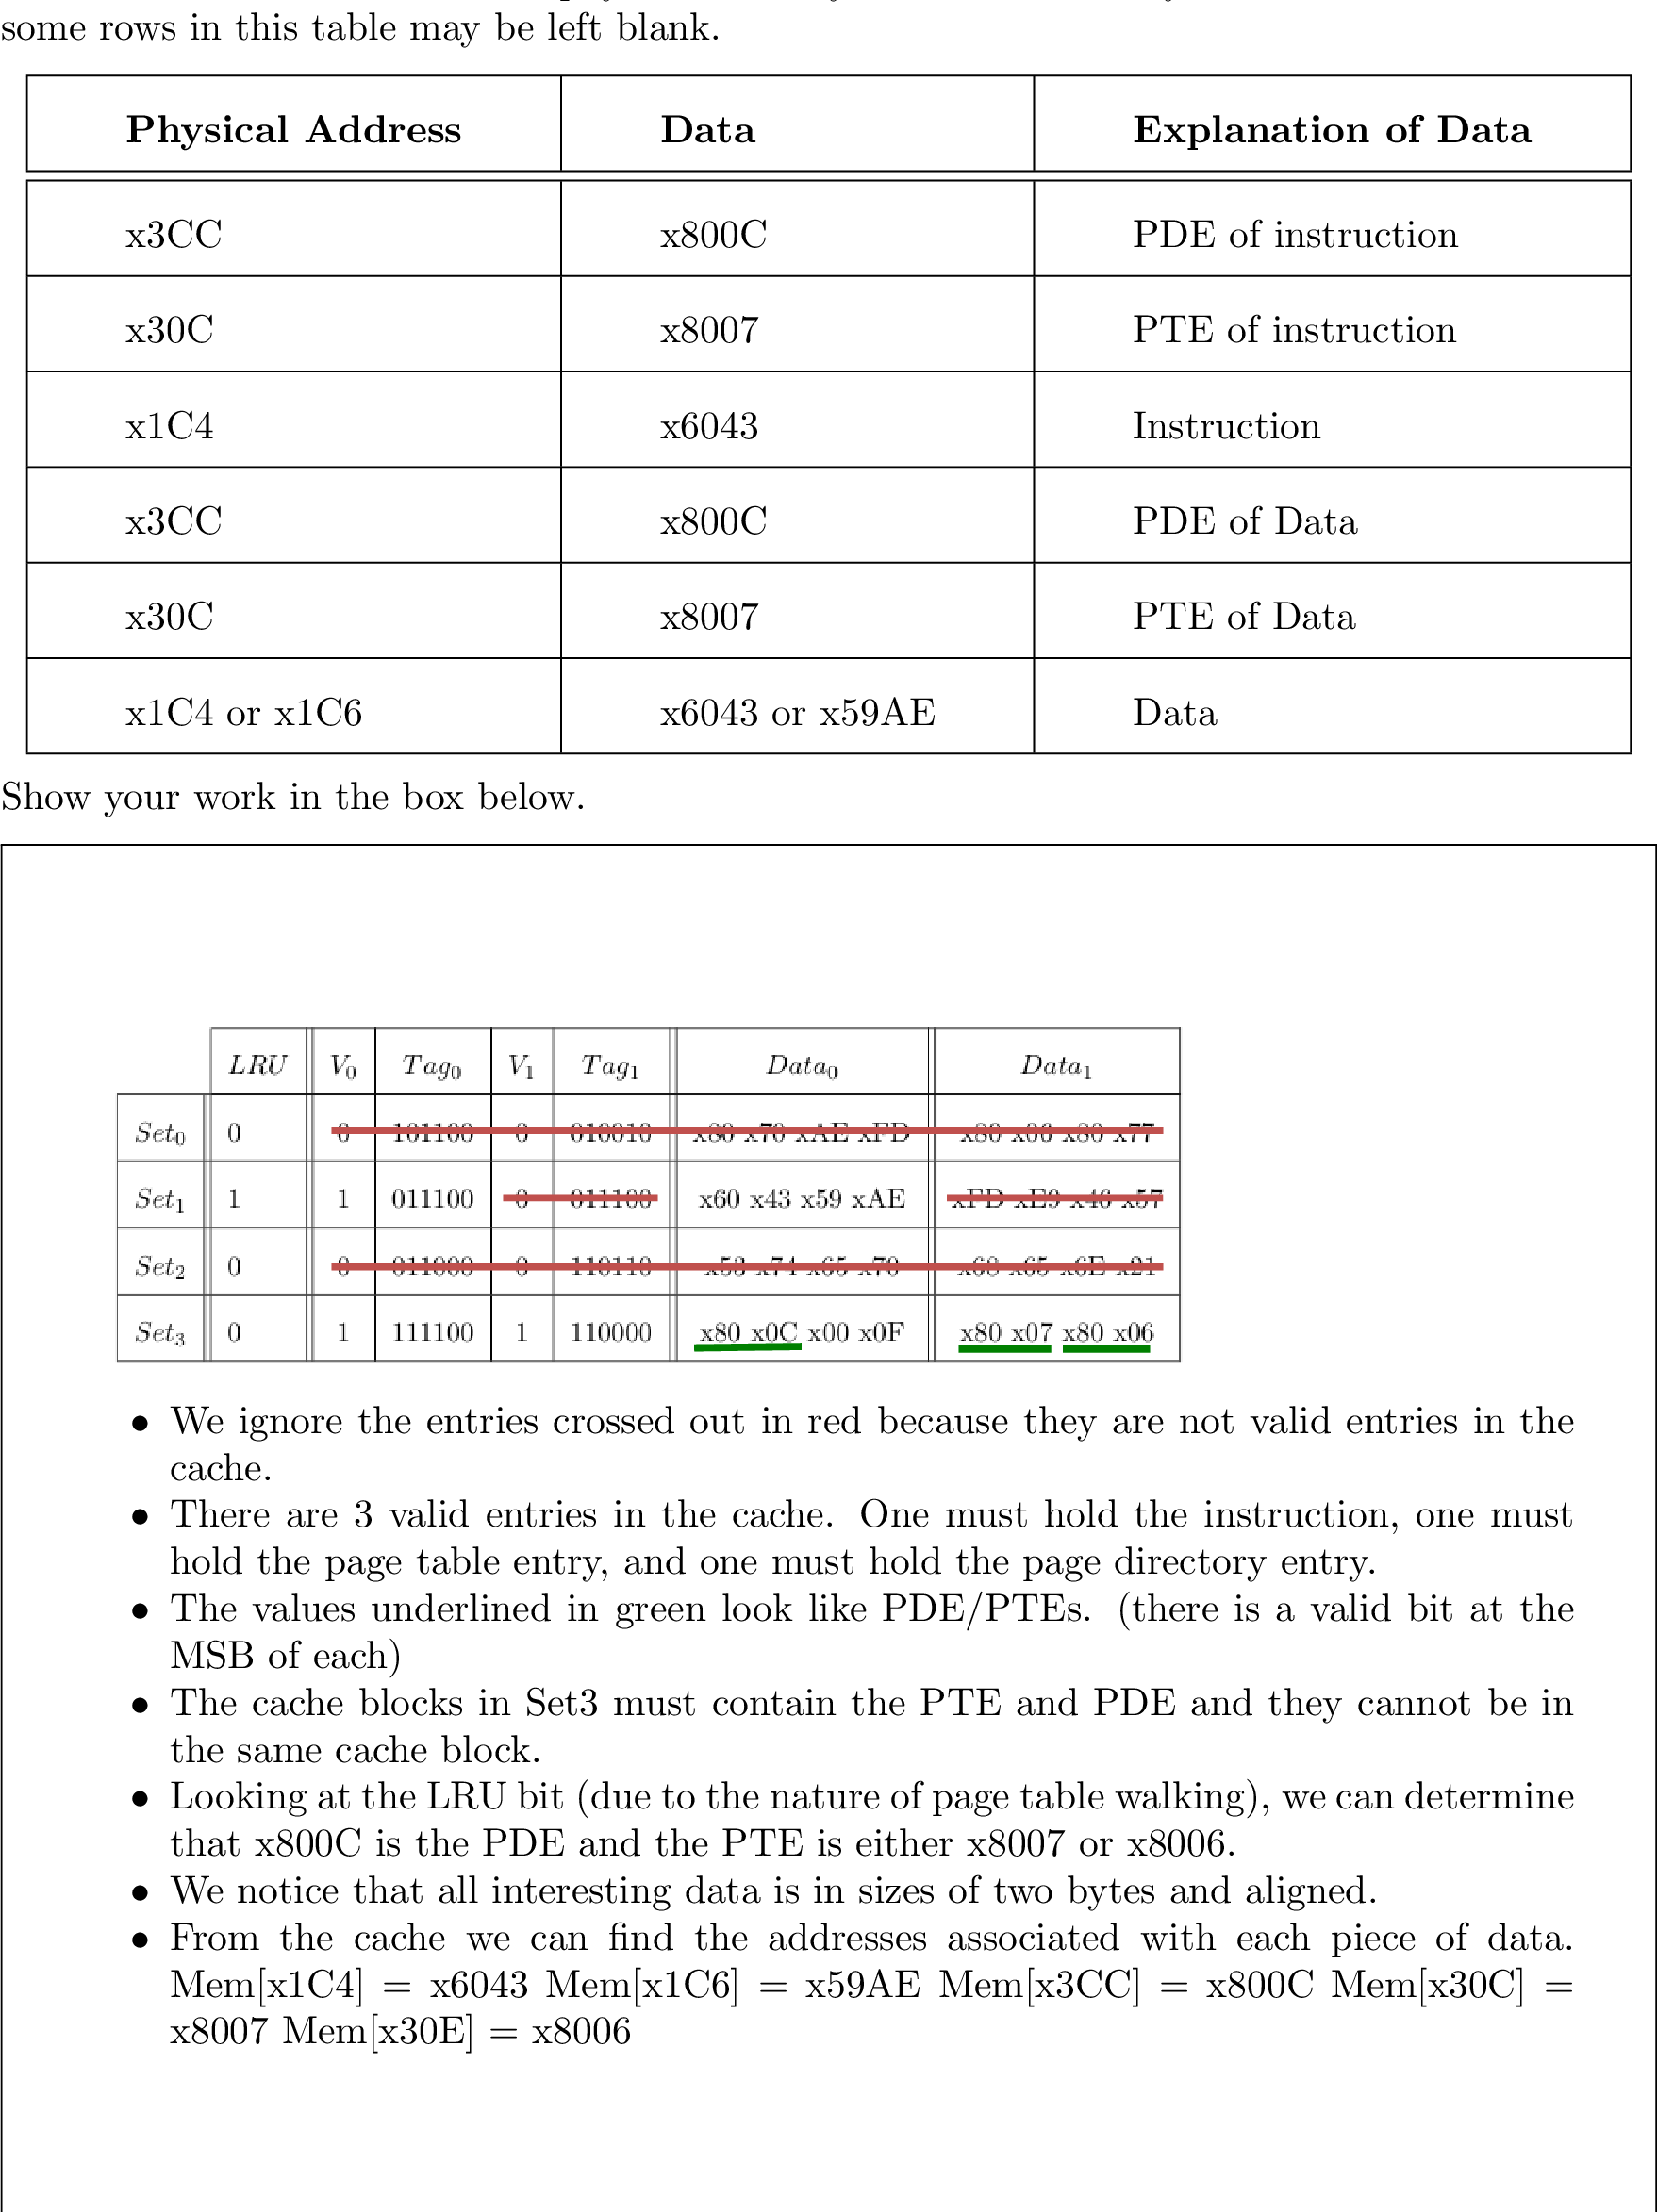 some rows in this table may be left blank.
Physical Address Data Explanation of Data
x3CC x800C PDE of instruction
x30C x8007 PTE of instruction
x1C4 x6043 Instruction
x3CC x800C PDE of Data
x30C x8007 PTE of Data
x1C4 or x1C6 x6043 or x59AE Data
Show your work in the box below.
LRU V0 Tag0 V1 Tag1 Data0 Data1
Set0 0 0 101100 0 010010 x80 x70 xAE xFD x80 x06 x80 x77
Set1 1 1 011100 0 011100 x60 x43 x59 xAE xFD xE9 x46 x57
Set2 0 0 011000 0 110110 x53 x74 x65 x70 x68 x65 x6E x21
Set3 0 1 111100 1 110000 x80 x0C x00 x0F x80 x07 x80 x06
• We ignore the entries crossed out in red because they are not valid entries in the
cache.
• There are 3 valid entries in the cache. One must hold the instruction, one must
hold the page table entry, and one must hold the page directory entry.
• The values underlined in green look like PDE/PTEs. (there is a valid bit at the
MSB of each)
• The cache blocks in Set3 must contain the PTE and PDE and they cannot be in
the same cache block.
• Looking at the LRU bit (due to the nature of page table walking), we can determine
that x800C is the PDE and the PTE is either x8007 or x8006.
• We notice that all interesting data is in sizes of two bytes and aligned.
• From the cache we can find the addresses associated with each piece of data.
Mem[x1C4] = x6043 Mem[x1C6] = x59AE Mem[x3CC] = x800C Mem[x30C] =
x8007 Mem[x30E] = x8006